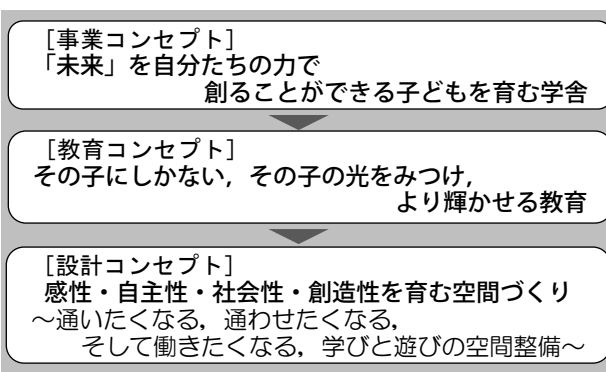 ［事業コンセプト］
「未来」を自分たちの力で
創ることができる子どもを育む学舎
［教育コンセプト］
その子にしかない，その子の光をみつけ，
より輝かせる教育
［設計コンセプト］
感性・自主性・社会性・創造性を育む空間づくり
～通いたくなる，通わせたくなる，
そして働きたくなる，学びと遊びの空間整備～